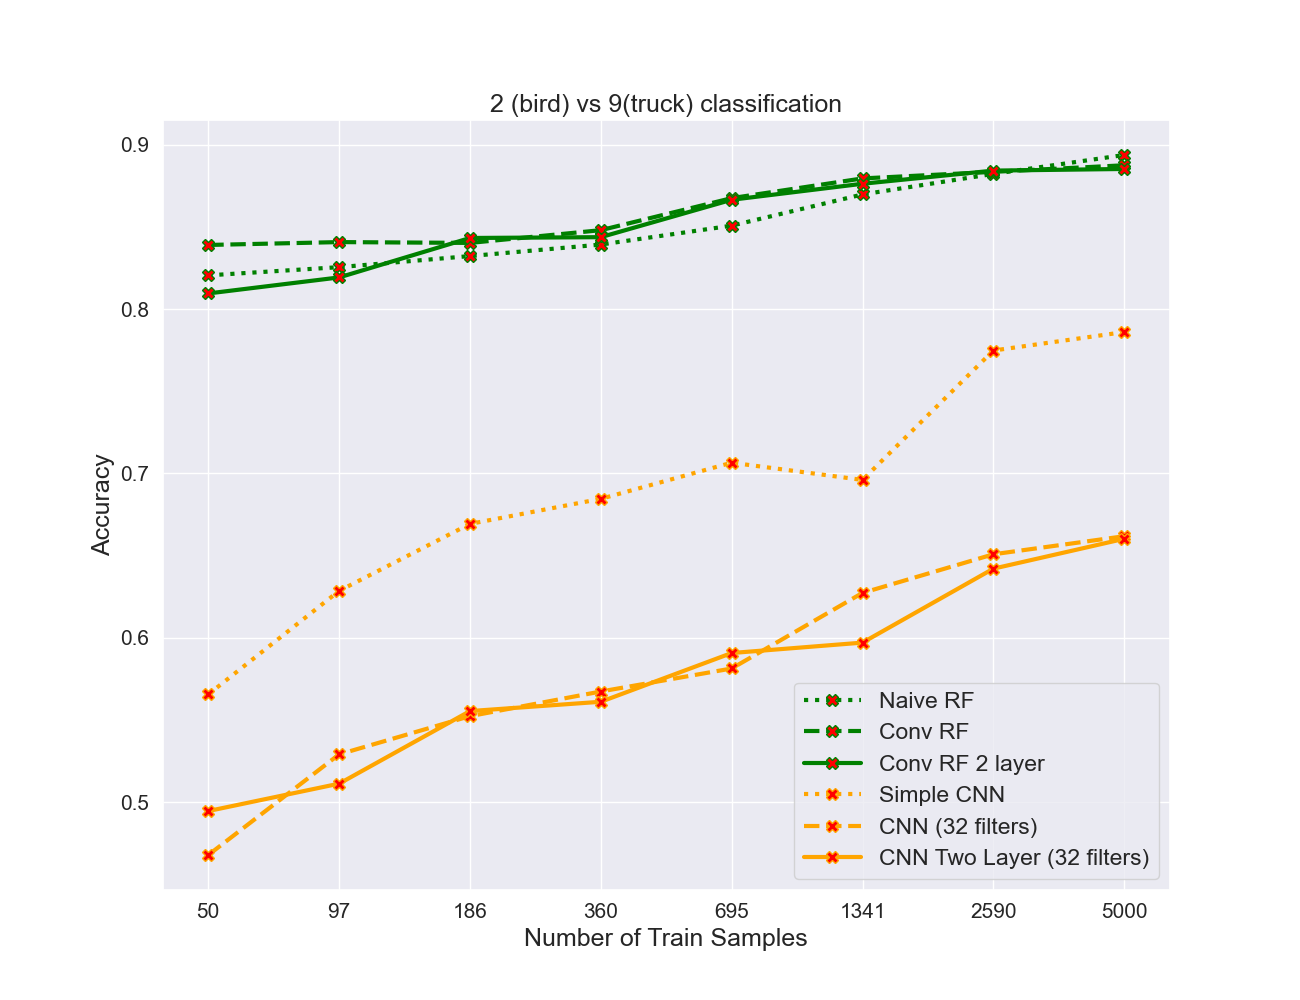 2 (bird) vs 9(truck) classification
0.9
0.8
0.7
0.6
0.5
Accuracy
50 97 186 360 695 1341 2590 5000
Number of Train Samples
Naive RF
Conv RF
Conv RF 2 layer
Simple CNN
CNN (32 filters)
CNN Two Layer (32 filters)